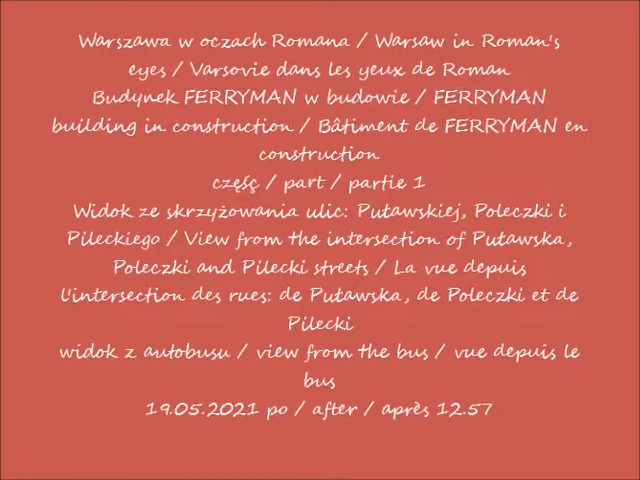 Warszawa w oczach Romana / Warsaw in Roman's
eyes / Varsovie dans les yeux de Roman
Budynek FERRYMAN w budowie / FERRYMAN
building in construction / Bâtiment de FERRYMAN en
construction
częśç / part / partie 1
Widok ze skrzyżowania ulic: Puławskiej, Poleczki i
Pileckiego / View from the intersection of Puławska,
Poleczki and Pilecki streets / La vue depuis
l'intersection des rues: de Puławska, de Poleczki et de
Pilecki
widok z autobusu / view from the bus / vue depuis le
bus
19.05.2021 po / after / après 12.57